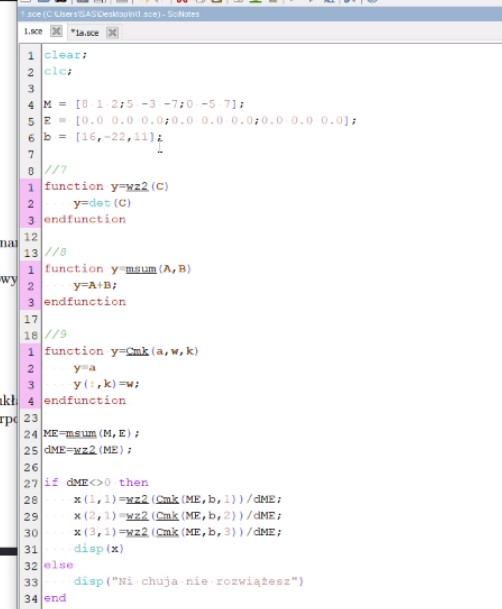 1.sce (C:\Users\SAS\Desktop\n\1.sce) - SciNotes
1.sce *1a.sce
1 clear;
2 clc;
3
4 M = [8 1 2;5 -3 -7;0 -5 7];
5 E = [0.0 0.0 0.0;0.0 0.0 0.0;0.0 0.0 0.0];
6 b = [16,-22,11];
7
8 //7
1 function y=wz2(C)
2 y=det(C)
3 endfunction
12
13 //8
1 function y=msum(A,B)
2 y=A+B;
3 endfunction
17
18 //9
1 function y=Cmk(a,w,k)
2 y=a
3 y(:,k)=w;
4 endfunction
23
24 ME=msum(M,E);
25 dME=wz2(ME);
26
27 if dME<>0 then
28 x(1,1)=wz2(Cmk(ME,b,1))/dME;
29 x(2,1)=wz2(Cmk(ME,b,2))/dME;
30 x(3,1)=wz2(Cmk(ME,b,3))/dME;
31 disp(x)
32 else
33 disp("Ni chuja nie rozwiążesz")
34 end